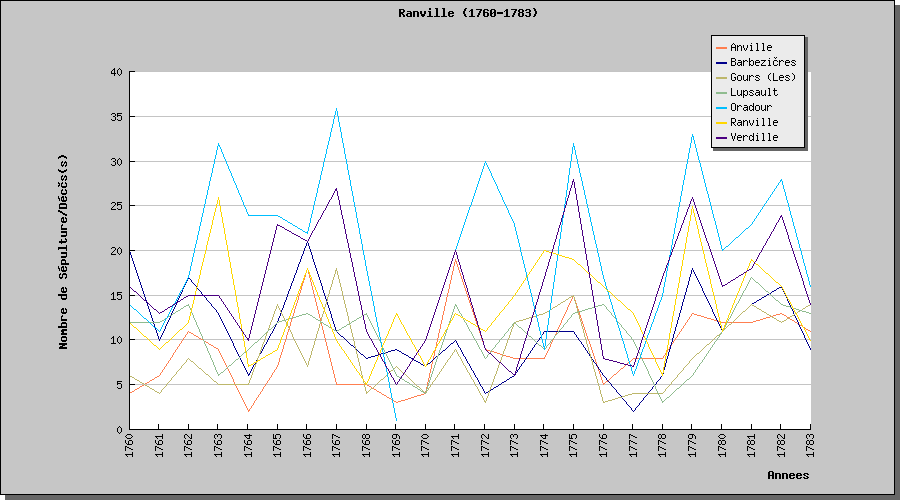 Ranville (1760-1783)
Anville
Barbezičres
Gours (Les)
Lupsault
Oradour
Ranville
Verdille
Nombre de Sépulture/Décčs(s)
40
35
30
25
20
15
10
5
0
1760 1761 1762 1763 1764 1765 1766 1767 1768 1769 1770 1771 1772 1773 1774 1775 1776 1777 1778 1779 1780 1781 1782 1783
Annees